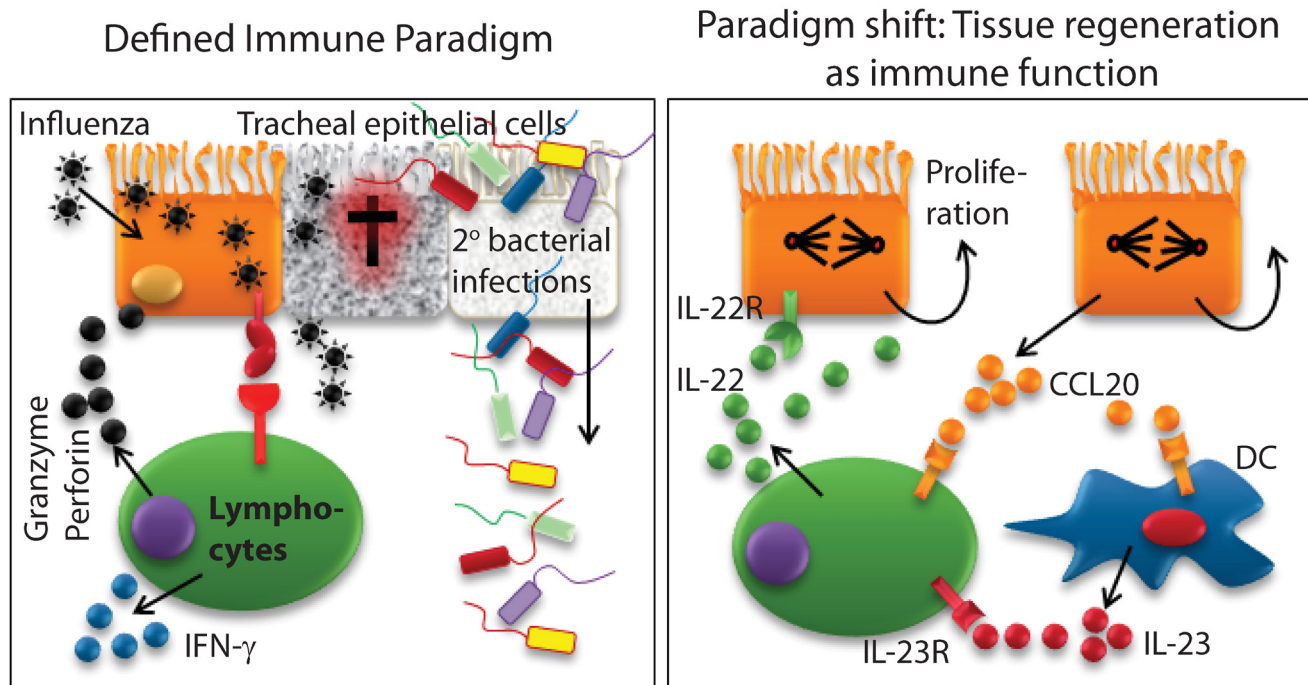 Defined Immune Paradigm
Influenza
Tracheal epithelial cells
2º bacterial
infections
Granzyme
Perforin
Lympho-
cytes
IFN-γ
Paradigm shift: Tissue regeneration
as immune function
Prolife-
ration
IL-22R
IL-22
CCL20
DC
IL-23R
IL-23